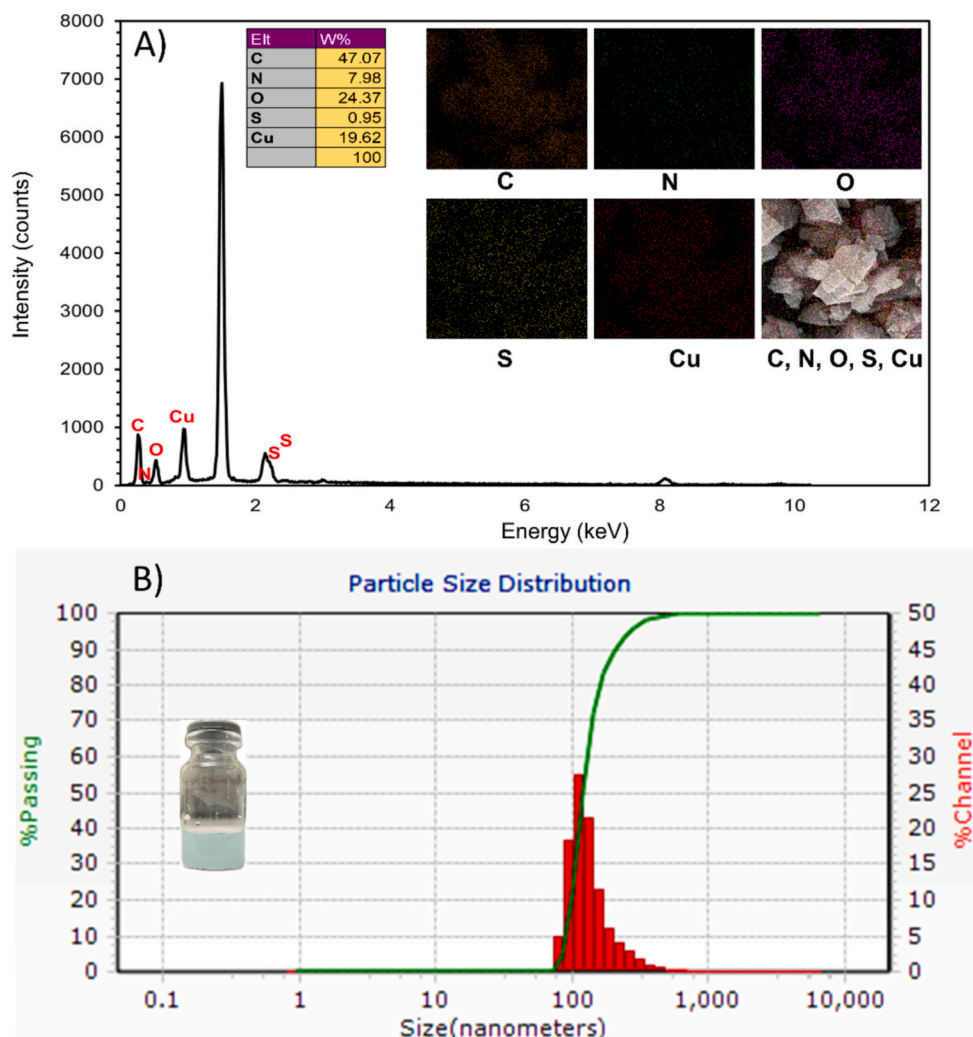 A)
Elt W%
C 47.07
N 7.98
O 24.37
S 0.95
Cu 19.62
100
C N O
S Cu C, N, O, S, Cu
Intensity (counts)
8000
7000
6000
5000
4000
3000
2000
1000
0
C
N
O
Cu
S
S
0 2 4 6 8 10 12
Energy (keV)
B)
Particle Size Distribution
%Passing
100
90
80
70
60
50
40
30
20
10
0
50
45
40
35
30
25
20
15
10
5
0
%Channel
0.1 1 10 100 1,000 10,000
Size(nanometers)